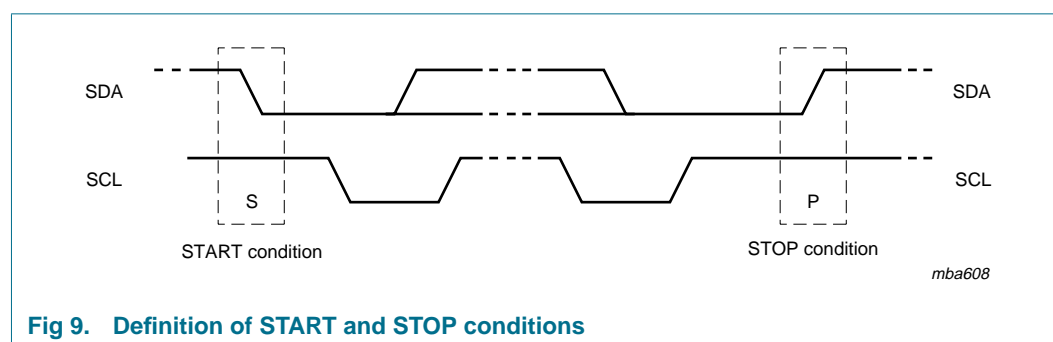 SDA SDA
SCL SCL
S P
START condition STOP condition
mba608
Fig 9. Definition of START and STOP conditions